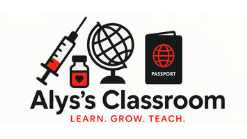 PASSPORT
Alys's Classroom
LEARN. GROW. TEACH.